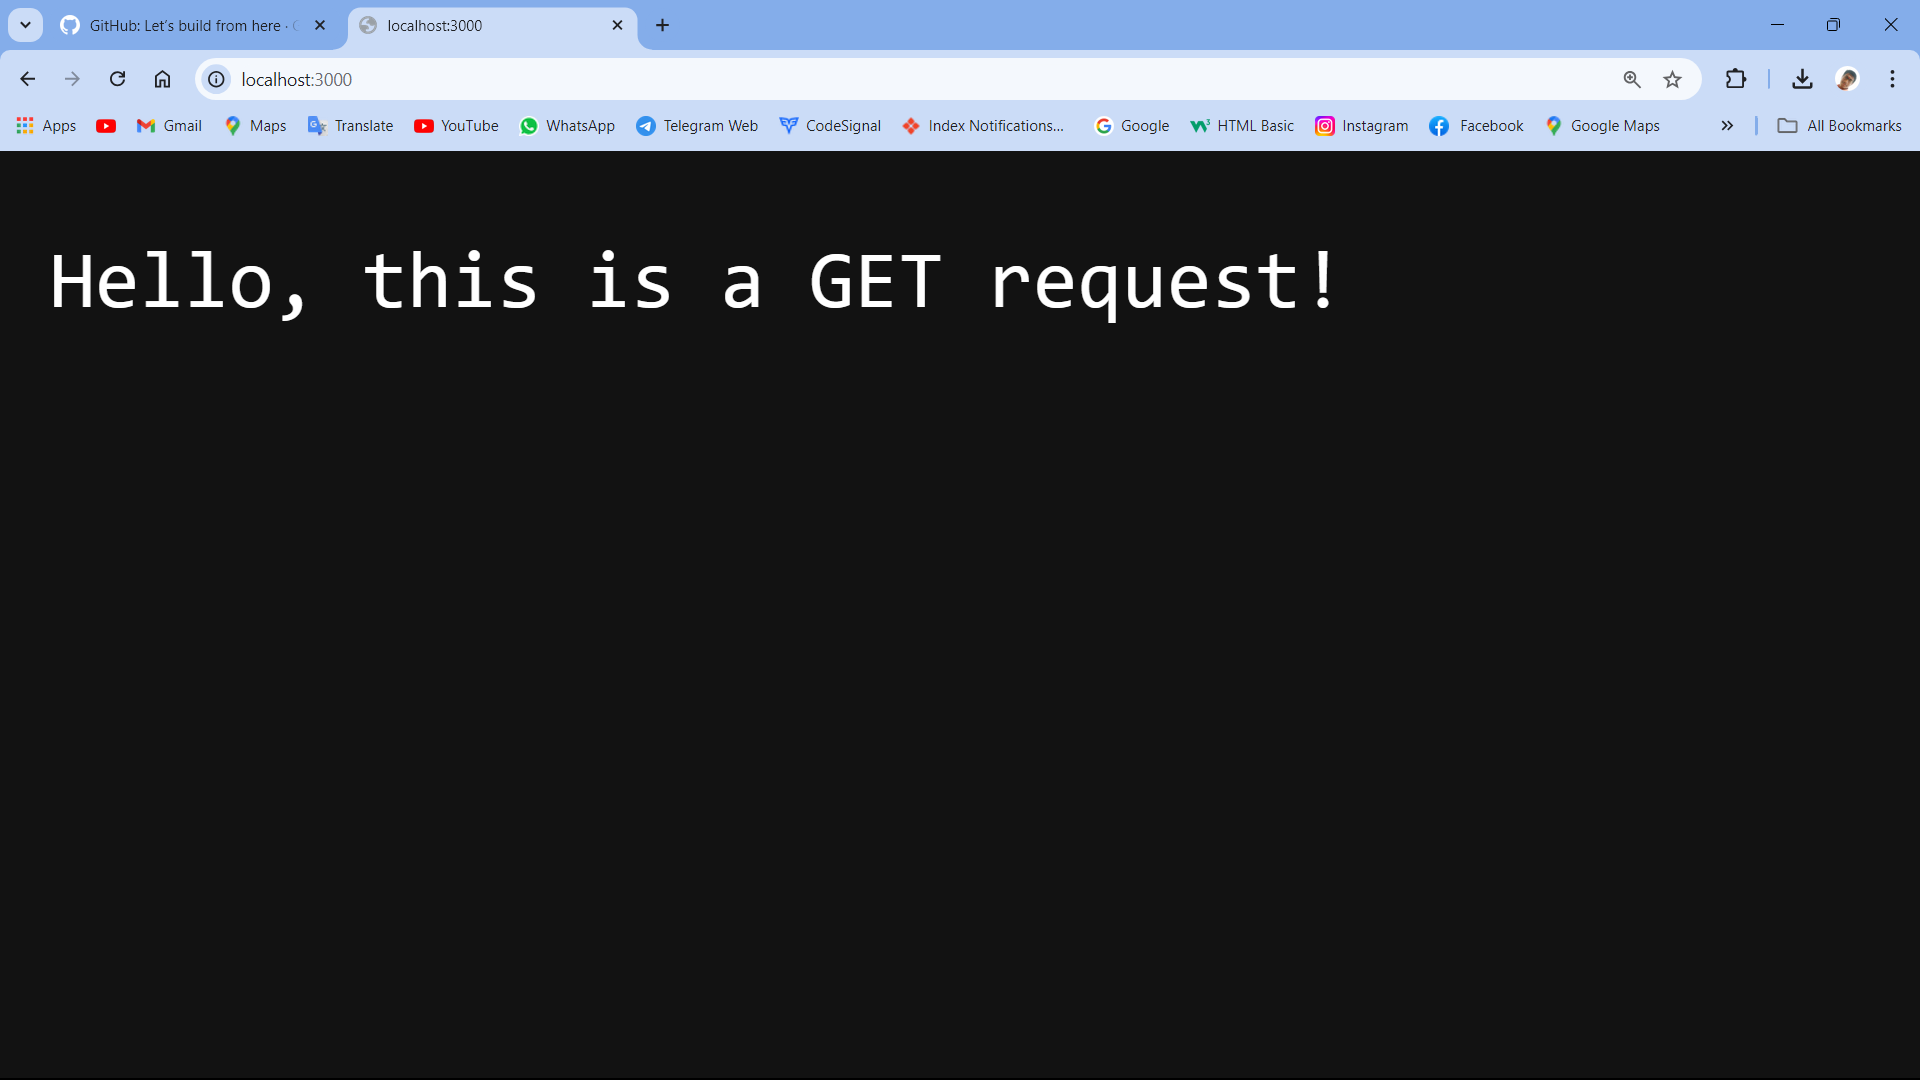 GitHub: Let's build from here ·
localhost:3000
localhost:3000
Apps Gmail Maps Translate YouTube WhatsApp Telegram Web CodeSignal Index Notifications... Google HTML Basic Instagram Facebook Google Maps » All Bookmarks
Hello, this is a GET request!